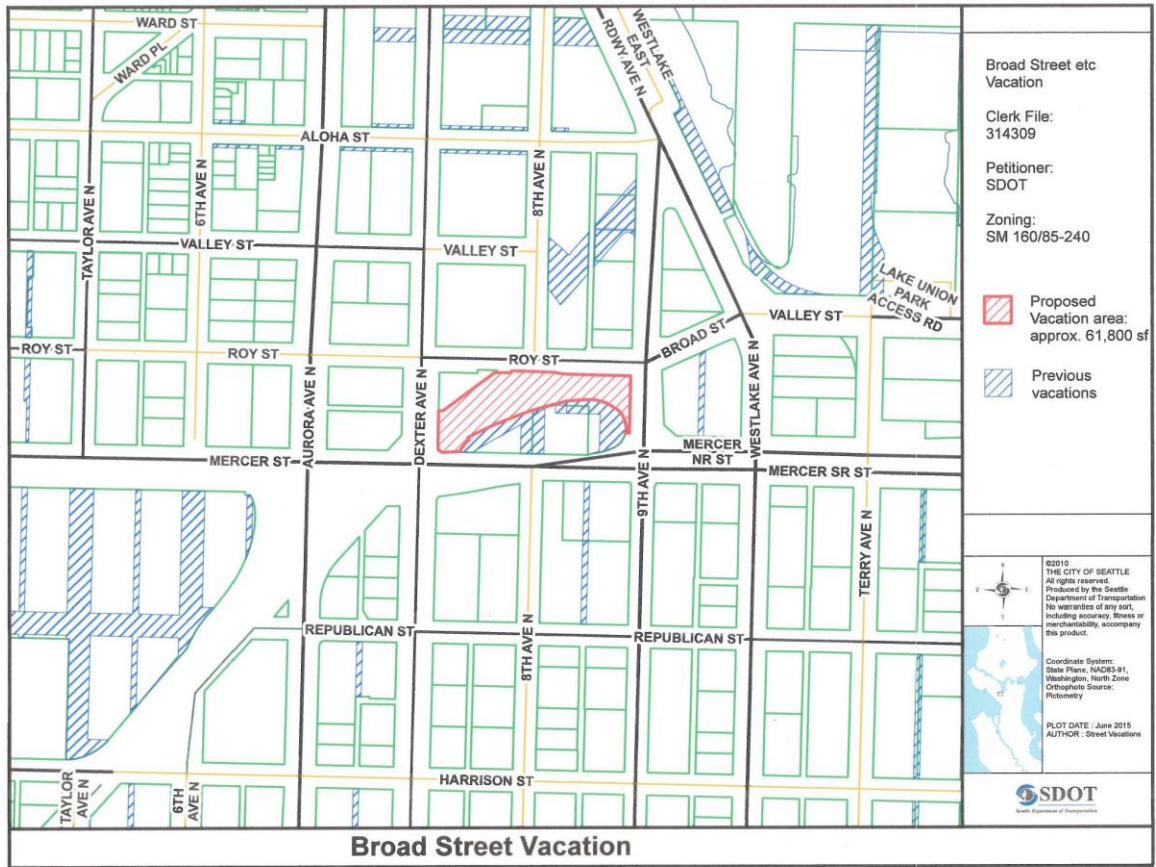 WARD ST
WARD PL
WESTLAKE
EAST
RDWY AVE N
ALOHA ST
TAYLOR AVE N
6TH AVE N
8TH AVE N
VALLEY ST
VALLEY ST
LAKE UNION
PARK
ACCESS RD
VALLEY ST
BROAD ST
ROY ST
ROY ST
ROY ST
AURORA AVE N
DEXTER AVE N
WESTLAKE AVE N
MERCER ST
MERCER
NR ST
MERCER SR ST
9TH AVE N
TERRY AVE N
8TH AVE N
REPUBLICAN ST
REPUBLICAN ST
HARRISON ST
TAYLOR
AVE N
6TH
AVE N
Broad Street etc
Vacation
Clerk File:
314309
Petitioner:
SDOT
Zoning:
SM 160/85-240
Proposed
Vacation area:
approx. 61,800 sf
Previous
vacations
N
E
S
©2010
THE CITY OF SEATTLE
All rights reserved.
Produced by the Seattle
Department of Transportation
No warranties of any sort,
including accuracy, fitness or
merchantability, accompany
this product.
Coordinate System:
State Plane, NAD83-91,
Washington, North Zone
Orthophoto Source:
Pictometry
PLOT DATE : June 2015
AUTHOR : Street Vacations
SDOT
Seattle Department of Transportation
Broad Street Vacation